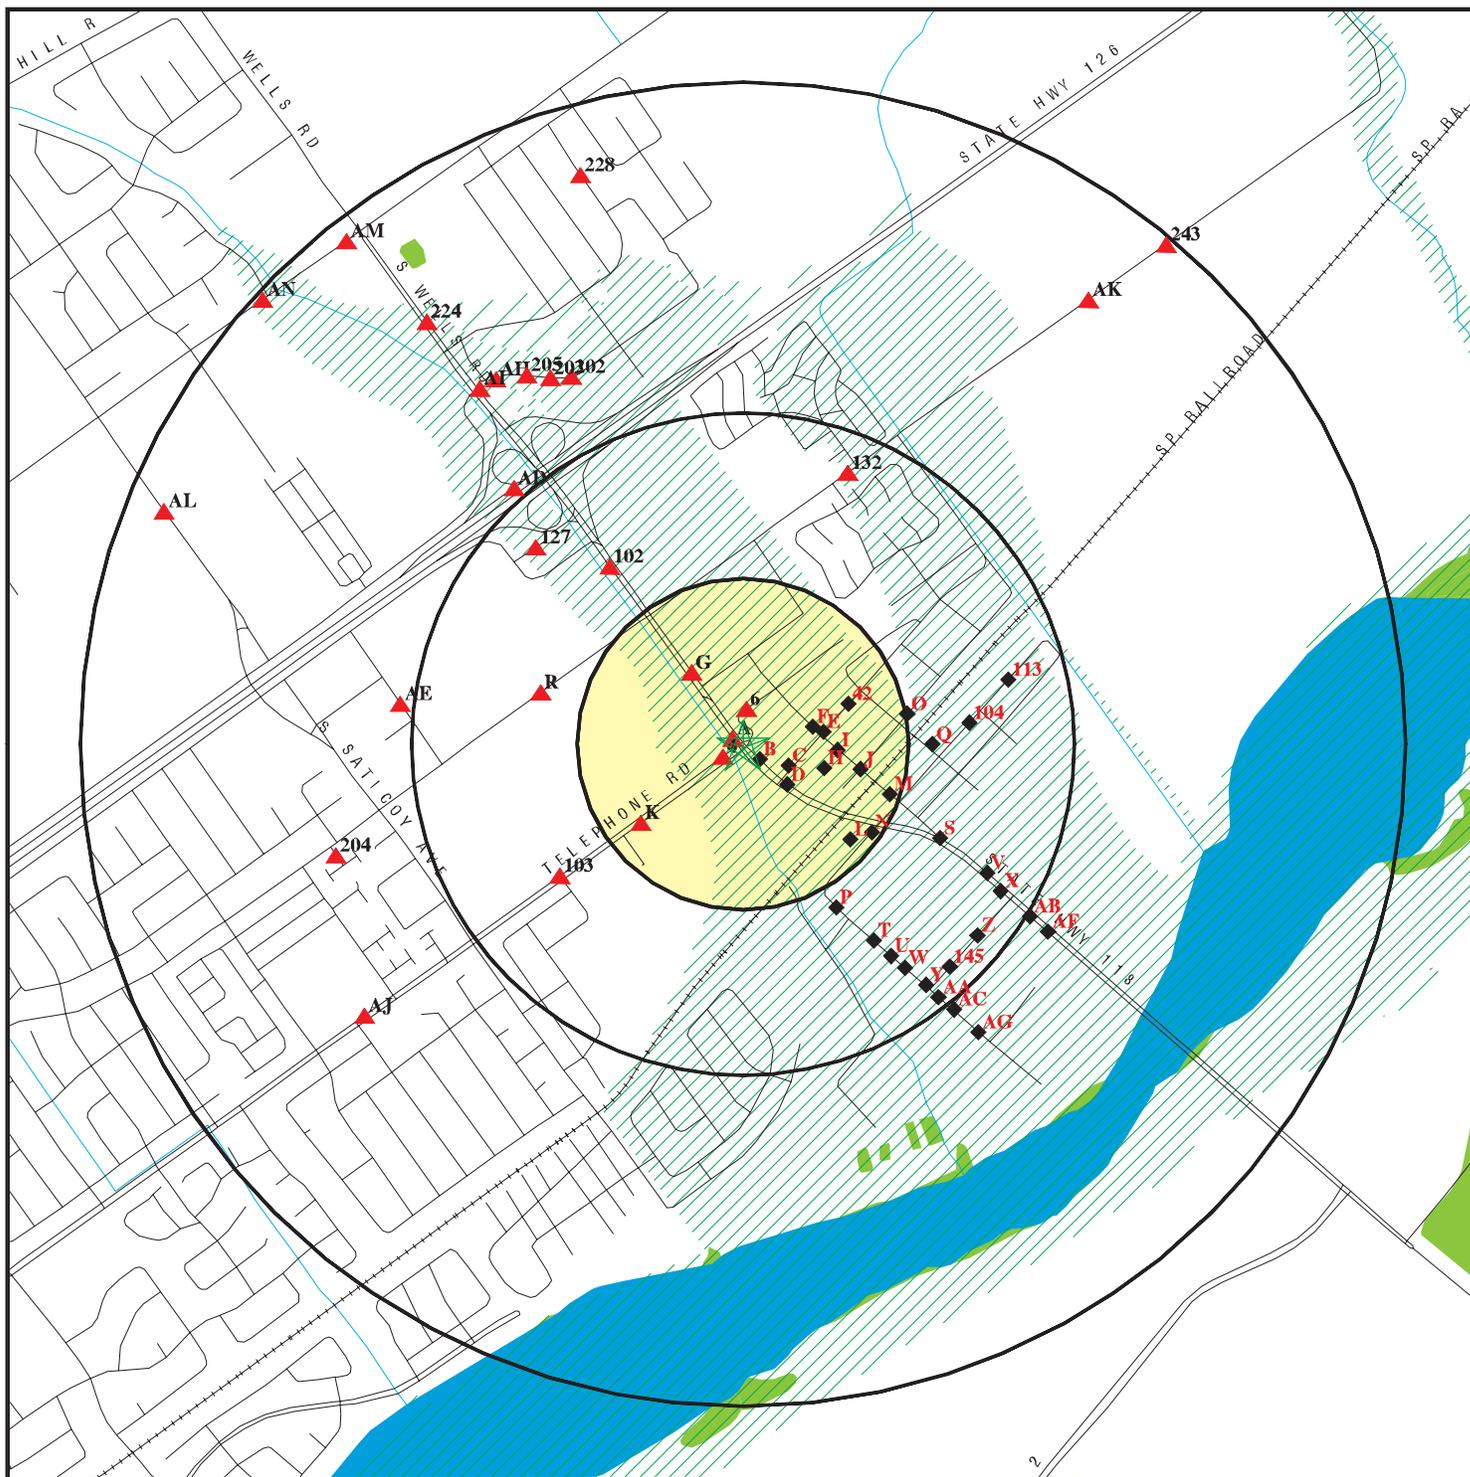 HILL R
WELLS RD
STATE HWY 126
SP RA
228
AM
243
S WELLS R
AN
AK
224
SP RAILROAD
AH
205
202
AI
132
AL
AD
127
102
G
113
R
42
AE
6
O
104
F
E
A
Q
I
S SATICOY AVE
B
C
H
J
D
M
TELEPHONE RD
K
N
L
S
204
103
V
STATE HWY 118
X
P
AB
T
Z
AF
U
W
145
Y
AA
AC
AJ
AG
2